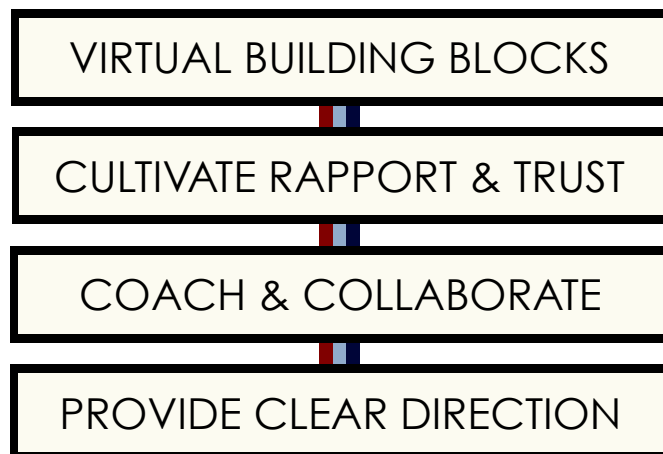 VIRTUAL BUILDING BLOCKS
CULTIVATE RAPPORT & TRUST
COACH & COLLABORATE
PROVIDE CLEAR DIRECTION